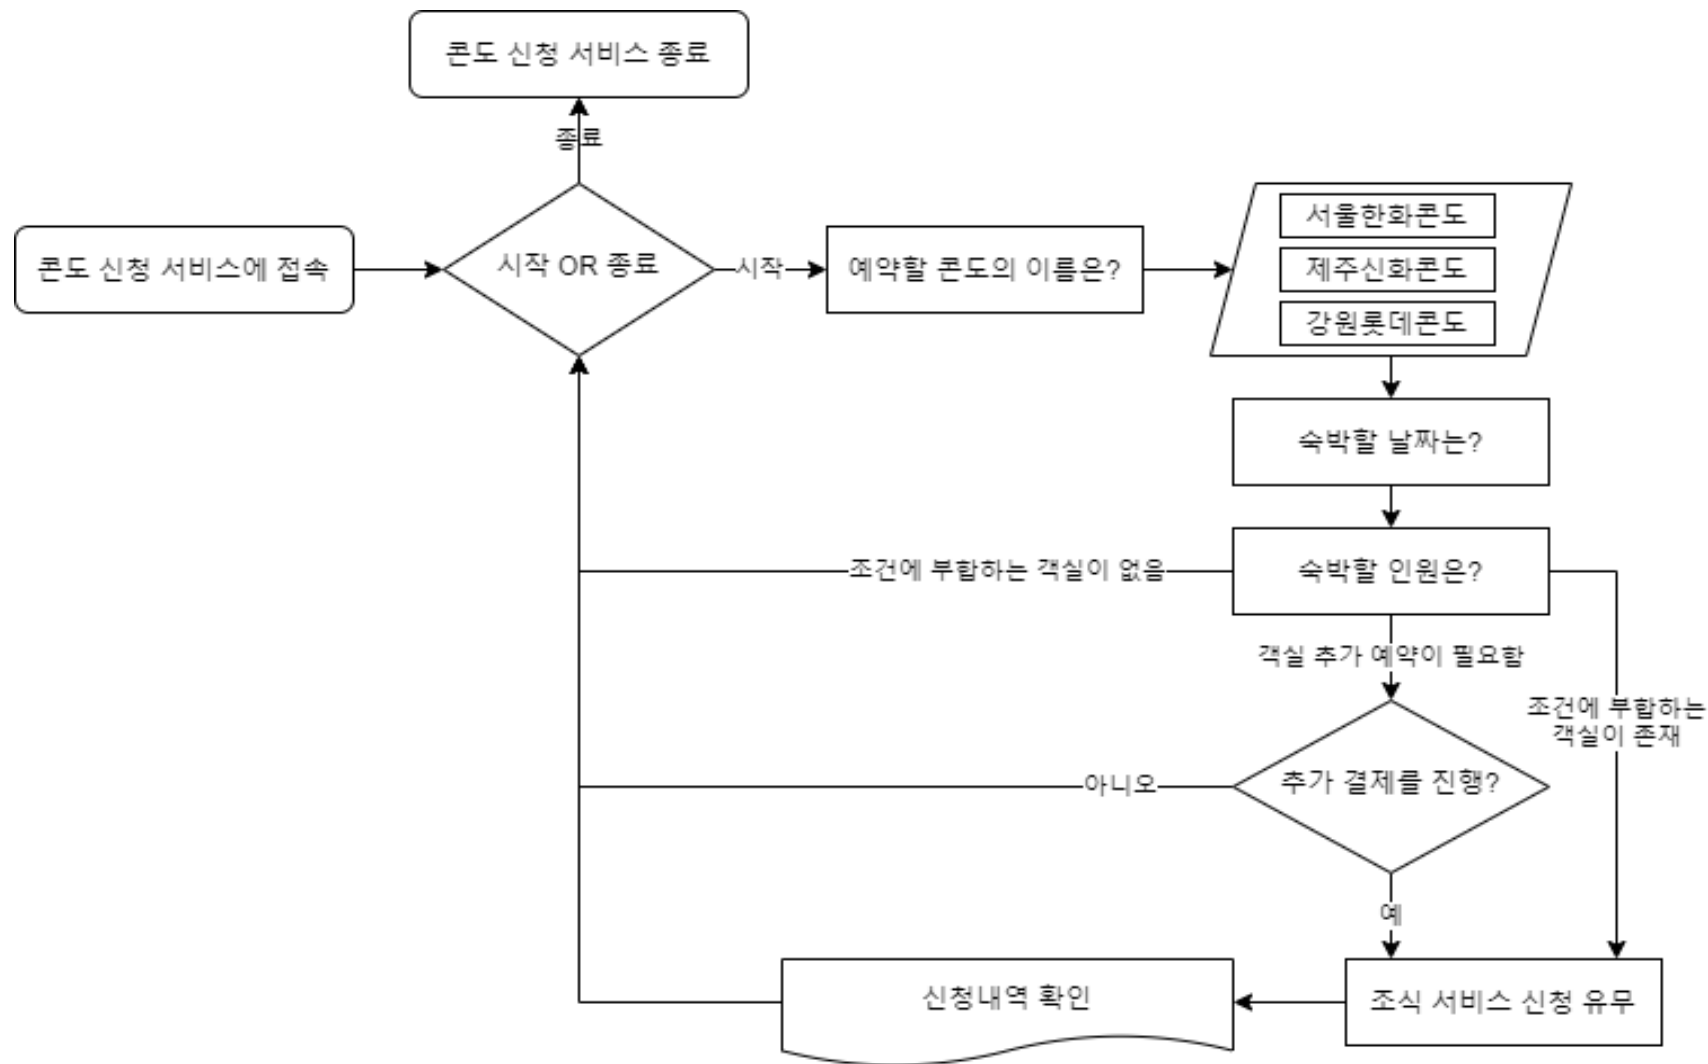 콘도 신청 서비스 종료
종료
콘도 신청 서비스에 접속
시작 OR 종료
시작
예약할 콘도의 이름은?
서울한화콘도
제주신화콘도
강원롯데콘도
숙박할 날짜는?
조건에 부합하는 객실이 없음
숙박할 인원은?
객실 추가 예약이 필요함
조건에 부합하는
객실이 존재
아니오
추가 결제를 진행?
예
신청내역 확인
조식 서비스 신청 유무